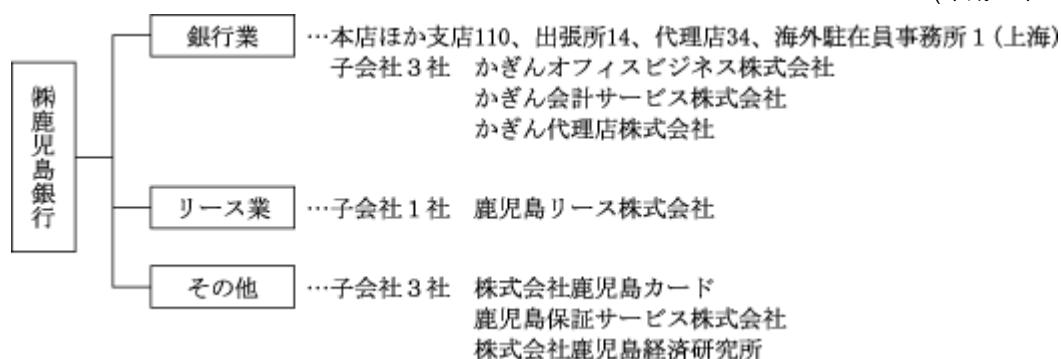 ㈱鹿児島銀行
銀行業 …本店ほか支店110、出張所14、代理店34、海外駐在員事務所1(上海)
子会社3社 かぎんオフィスビジネス株式会社
かぎん会計サービス株式会社
かぎん代理店株式会社
リース業 …子会社1社 鹿児島リース株式会社
その他 …子会社3社 株式会社鹿児島カード
鹿児島保証サービス株式会社
株式会社鹿児島経済研究所